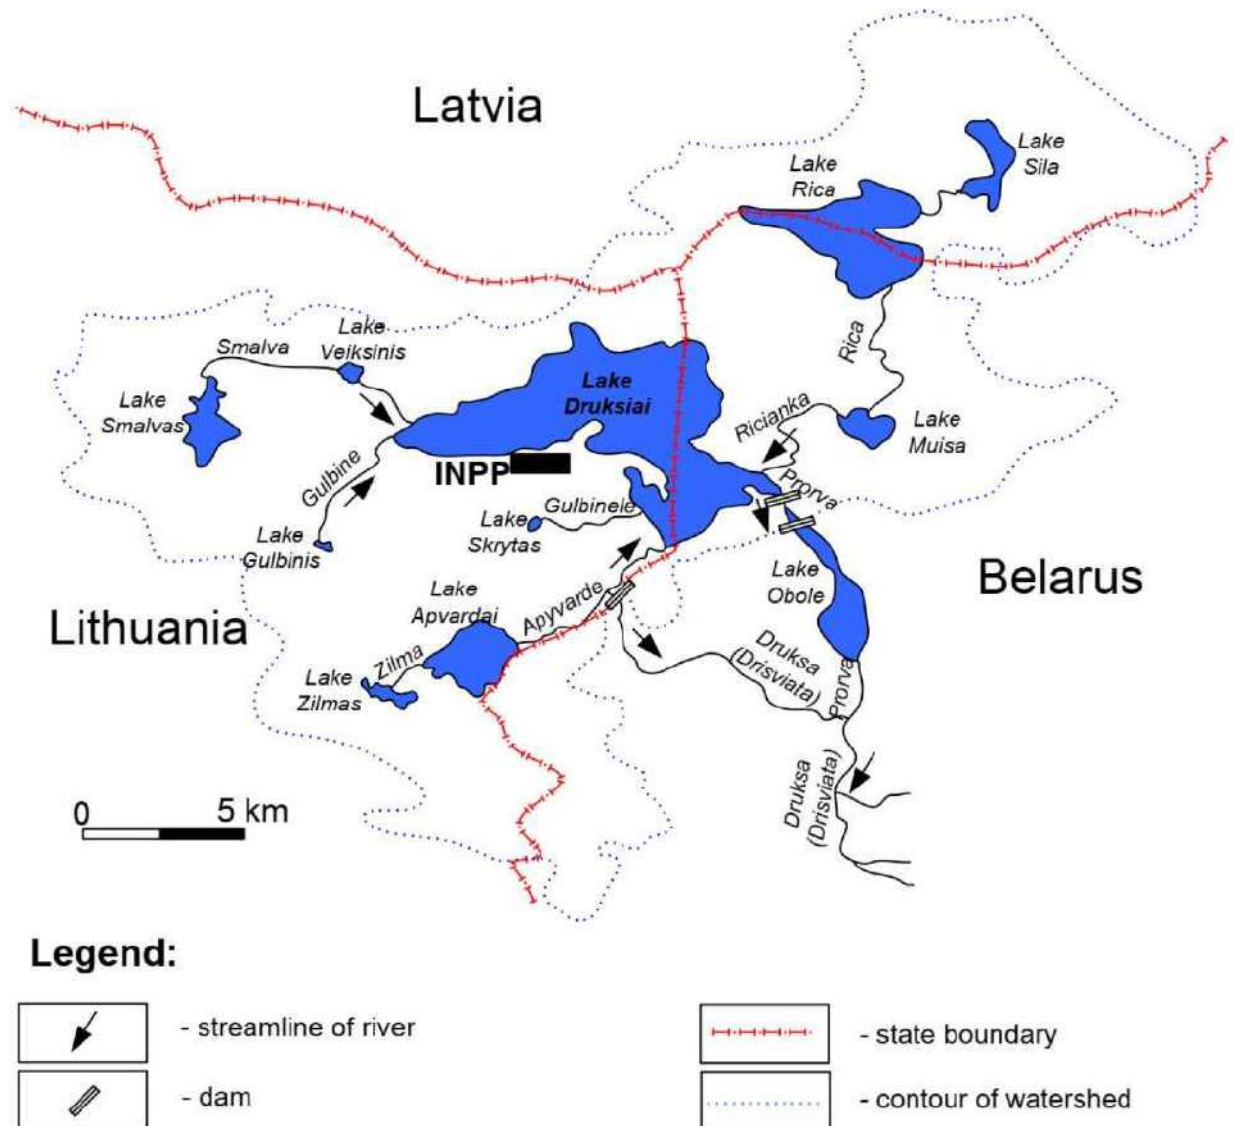 Latvia
Lake
Sila
Lake
Rica
Rica
Smalva
Lake
Veiksinis
Lake
Druksiai
Lake
Smalvas
Ricianka
Lake
Muisa
Gulbine
INPP
Prorva
Gulbinele
Lake
Skrytas
Lake
Gulbinis
Lake
Obole
Belarus
Lithuania
Lake
Apvardai
Apyvarde
Zilma
Lake
Zilmas
Druksa
(Drisviata)
Prorva
Druksa
(Drisviata)
0 5 km
Legend:
- streamline of river
- state boundary
- dam
- contour of watershed